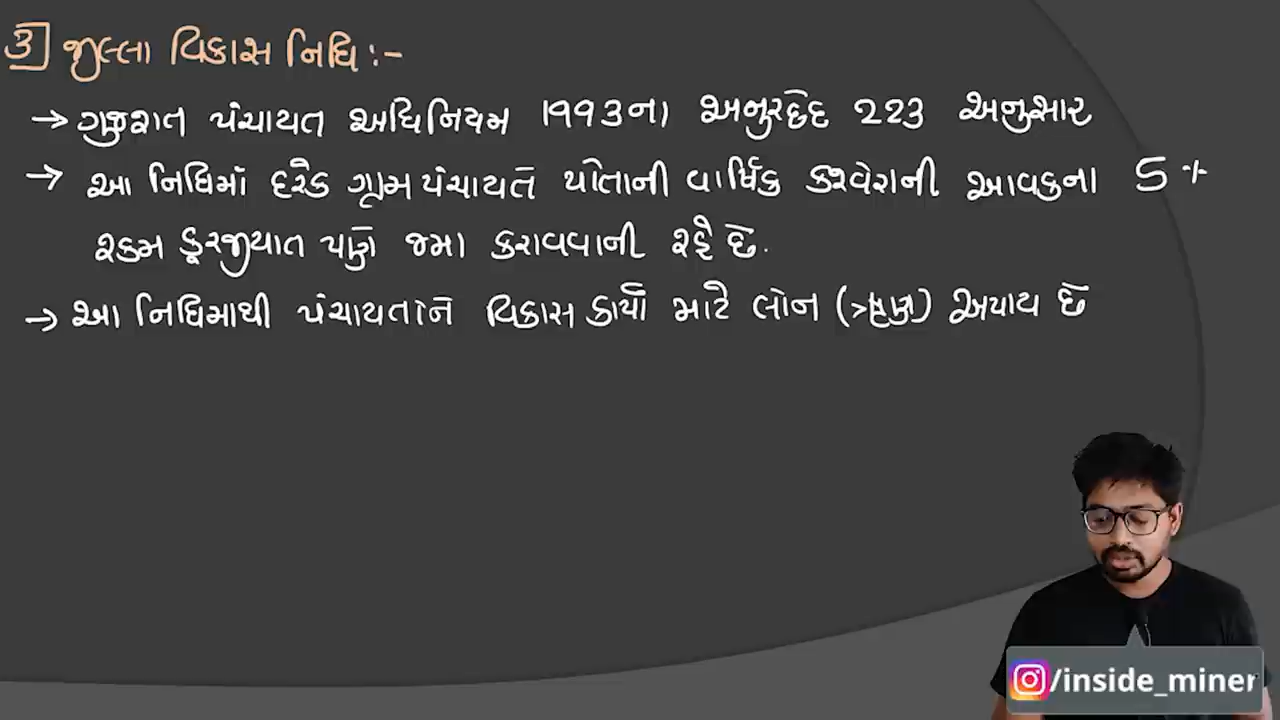 3] જીલ્લા વિકાસ નિધિ :-
→ ગુજરાત પંચાયત અધિનિયમ 1993ના અનુચ્છેદ 223 અનુસાર
→ આ નિધિમાં દરેક ગ્રામ પંચાયતે પોતાની વાર્ષિક કરવેરાની આવકના 5 %
રકમ ફરજીયાત પણે જમા કરાવવાની રહે છે.
→ આ નિધિમાથી પંચાયતોને વિકાસ કાર્યો માટે લોન (ઋણ) અપાય છે
/inside_miner